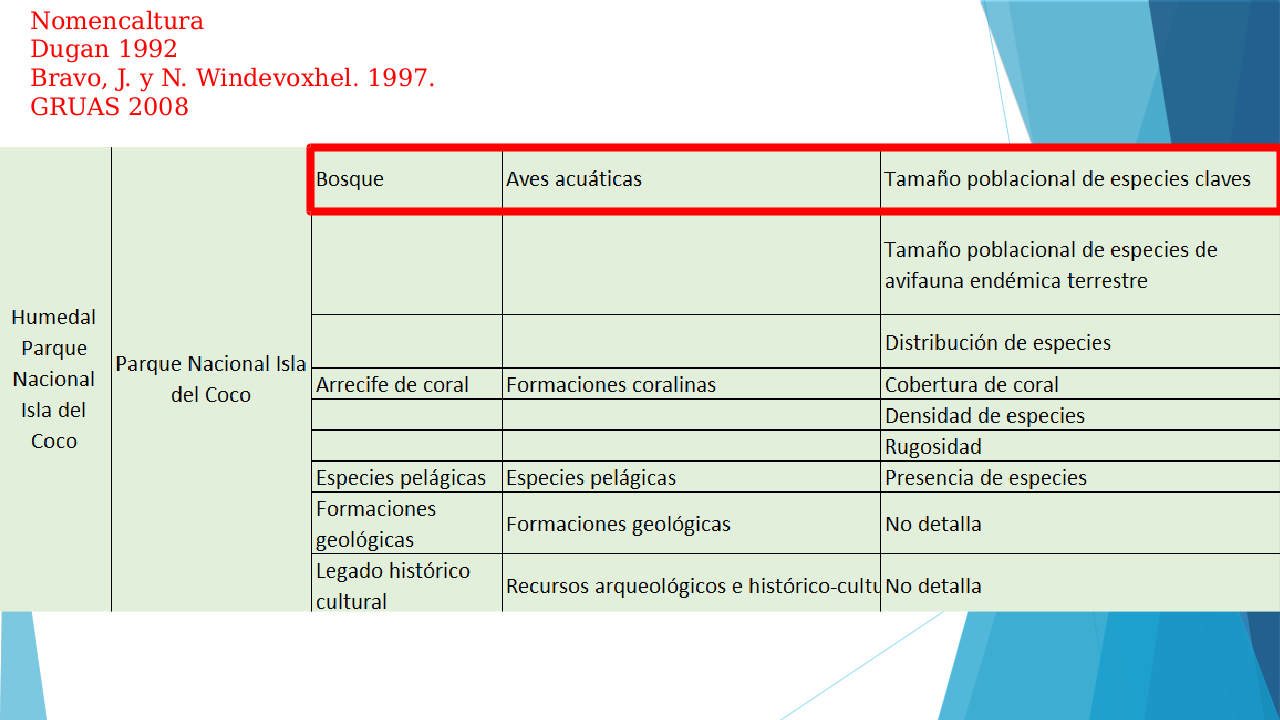 Nomencaltura
Dugan 1992
Bravo, J. y N. Windevoxhel. 1997.
GRUAS 2008
Humedal
Parque
Nacional
Isla del
Coco
Parque Nacional Isla
del Coco
Bosque
Aves acuáticas
Tamaño poblacional de especies claves
Tamaño poblacional de especies de
avifauna endémica terrestre
Distribución de especies
Arrecife de coral
Formaciones coralinas
Cobertura de coral
Densidad de especies
Rugosidad
Especies pelágicas
Especies pelágicas
Presencia de especies
Formaciones
geológicas
Formaciones geológicas
No detalla
Legado histórico
cultural
Recursos arqueológicos e histórico-cultu
No detalla